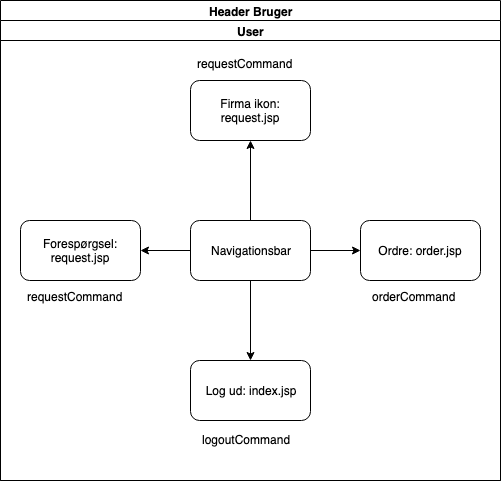 Header Bruger
User
requestCommand
Firma ikon:
request.jsp
Forespørgsel:
request.jsp
Navigationsbar
Ordre: order.jsp
requestCommand
orderCommand
Log ud: index.jsp
logoutCommand